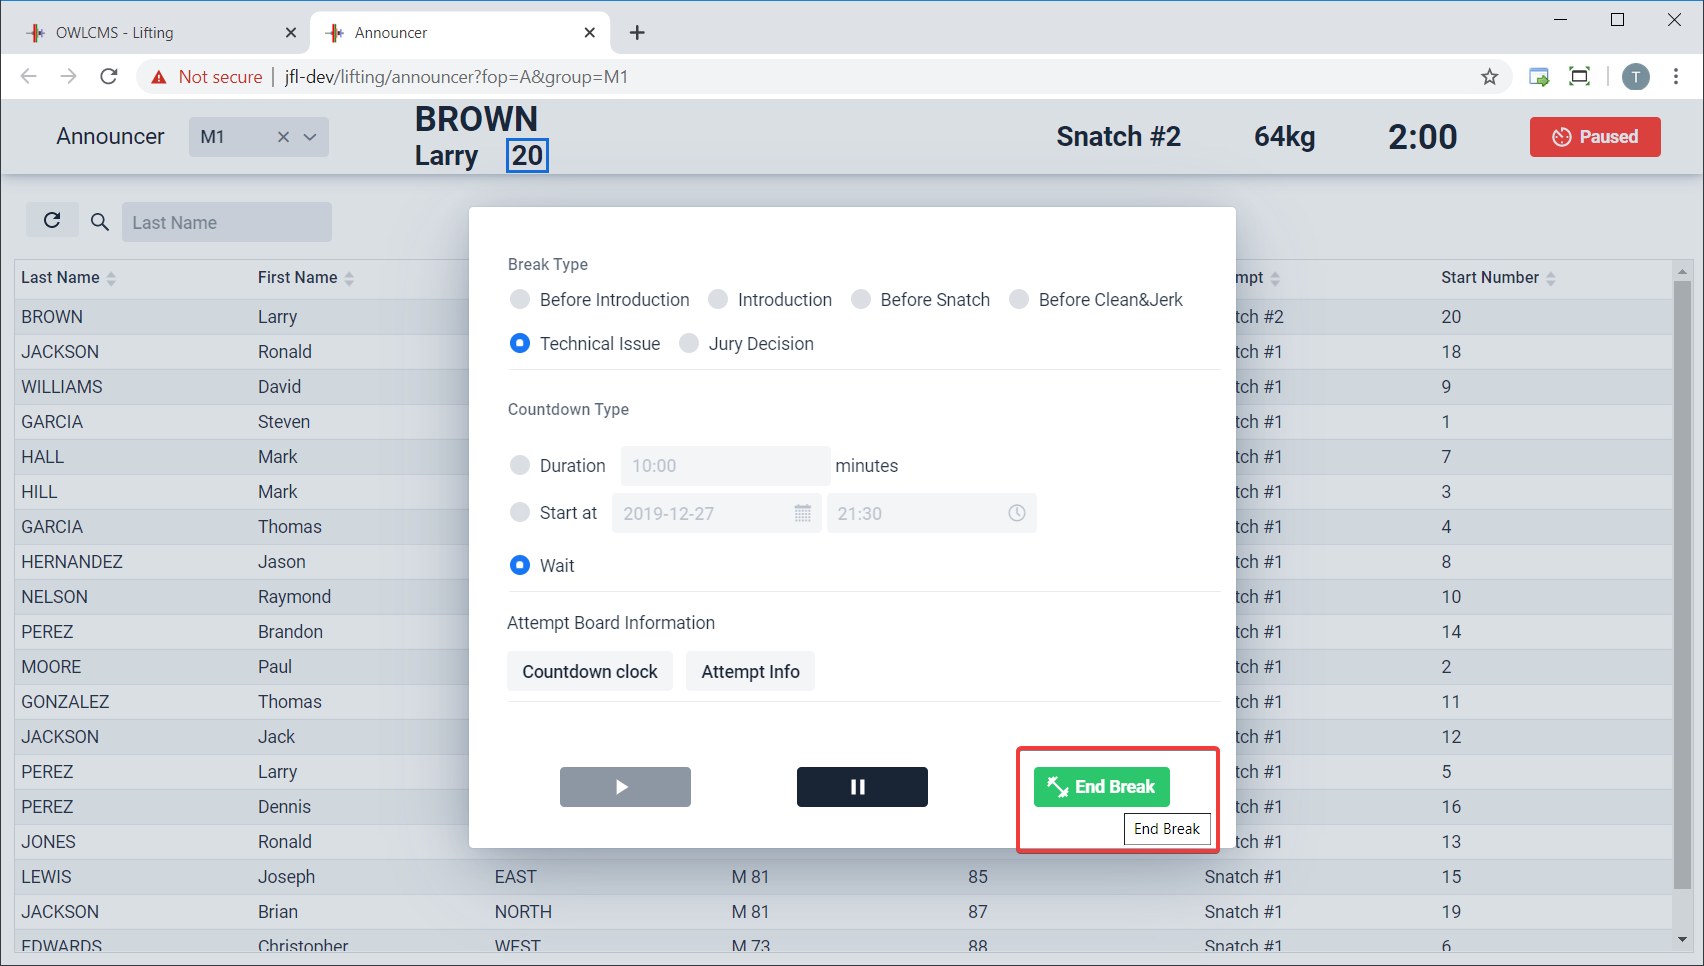 OWLCMS - Lifting
Announcer
Not secure | jfl-dev/lifting/announcer?fop=A&group=M1
T
Announcer
M1
BROWN
Larry 20
Snatch #2
64kg
2:00
Paused
Last Name
Last Name First Name mpt Start Number
BROWN Larry tch #2 20
JACKSON Ronald tch #1 18
WILLIAMS David tch #1 9
GARCIA Steven tch #1 1
HALL Mark tch #1 7
HILL Mark tch #1 3
GARCIA Thomas tch #1 4
HERNANDEZ Jason tch #1 8
NELSON Raymond tch #1 10
PEREZ Brandon tch #1 14
MOORE Paul tch #1 2
GONZALEZ Thomas tch #1 11
JACKSON Jack tch #1 12
PEREZ Larry tch #1 5
PEREZ Dennis tch #1 16
JONES Ronald tch #1 13
LEWIS Joseph EAST M 81 85 Snatch #1 15
JACKSON Brian NORTH M 81 87 Snatch #1 19
EDWARDS Christopher WEST M 73 88 Snatch #1 6
Break Type
Before Introduction Introduction Before Snatch Before Clean&Jerk
Technical Issue Jury Decision
Countdown Type
Duration 10:00 minutes
Start at 2019-12-27 21:30
Wait
Attempt Board Information
Countdown clock Attempt Info
End Break
End Break